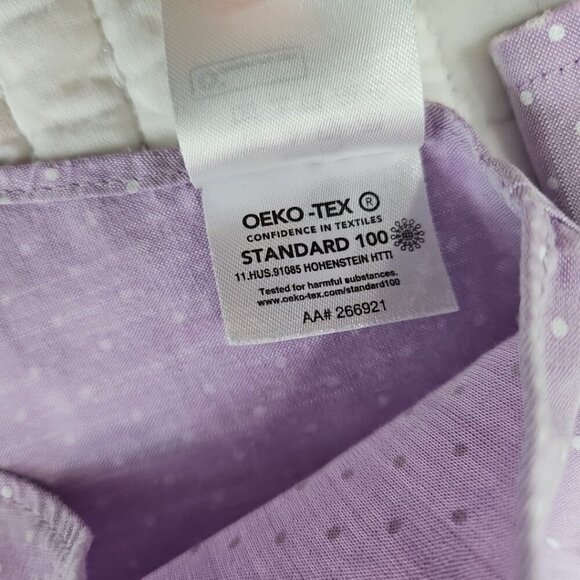 OEKO -TEX ®
CONFIDENCE IN TEXTILES
STANDARD 100
11.HUS.91085 HOHENSTEIN HTTI
Tested for harmful substances.
www.oeko-tex.com/standard100
AA# 266921